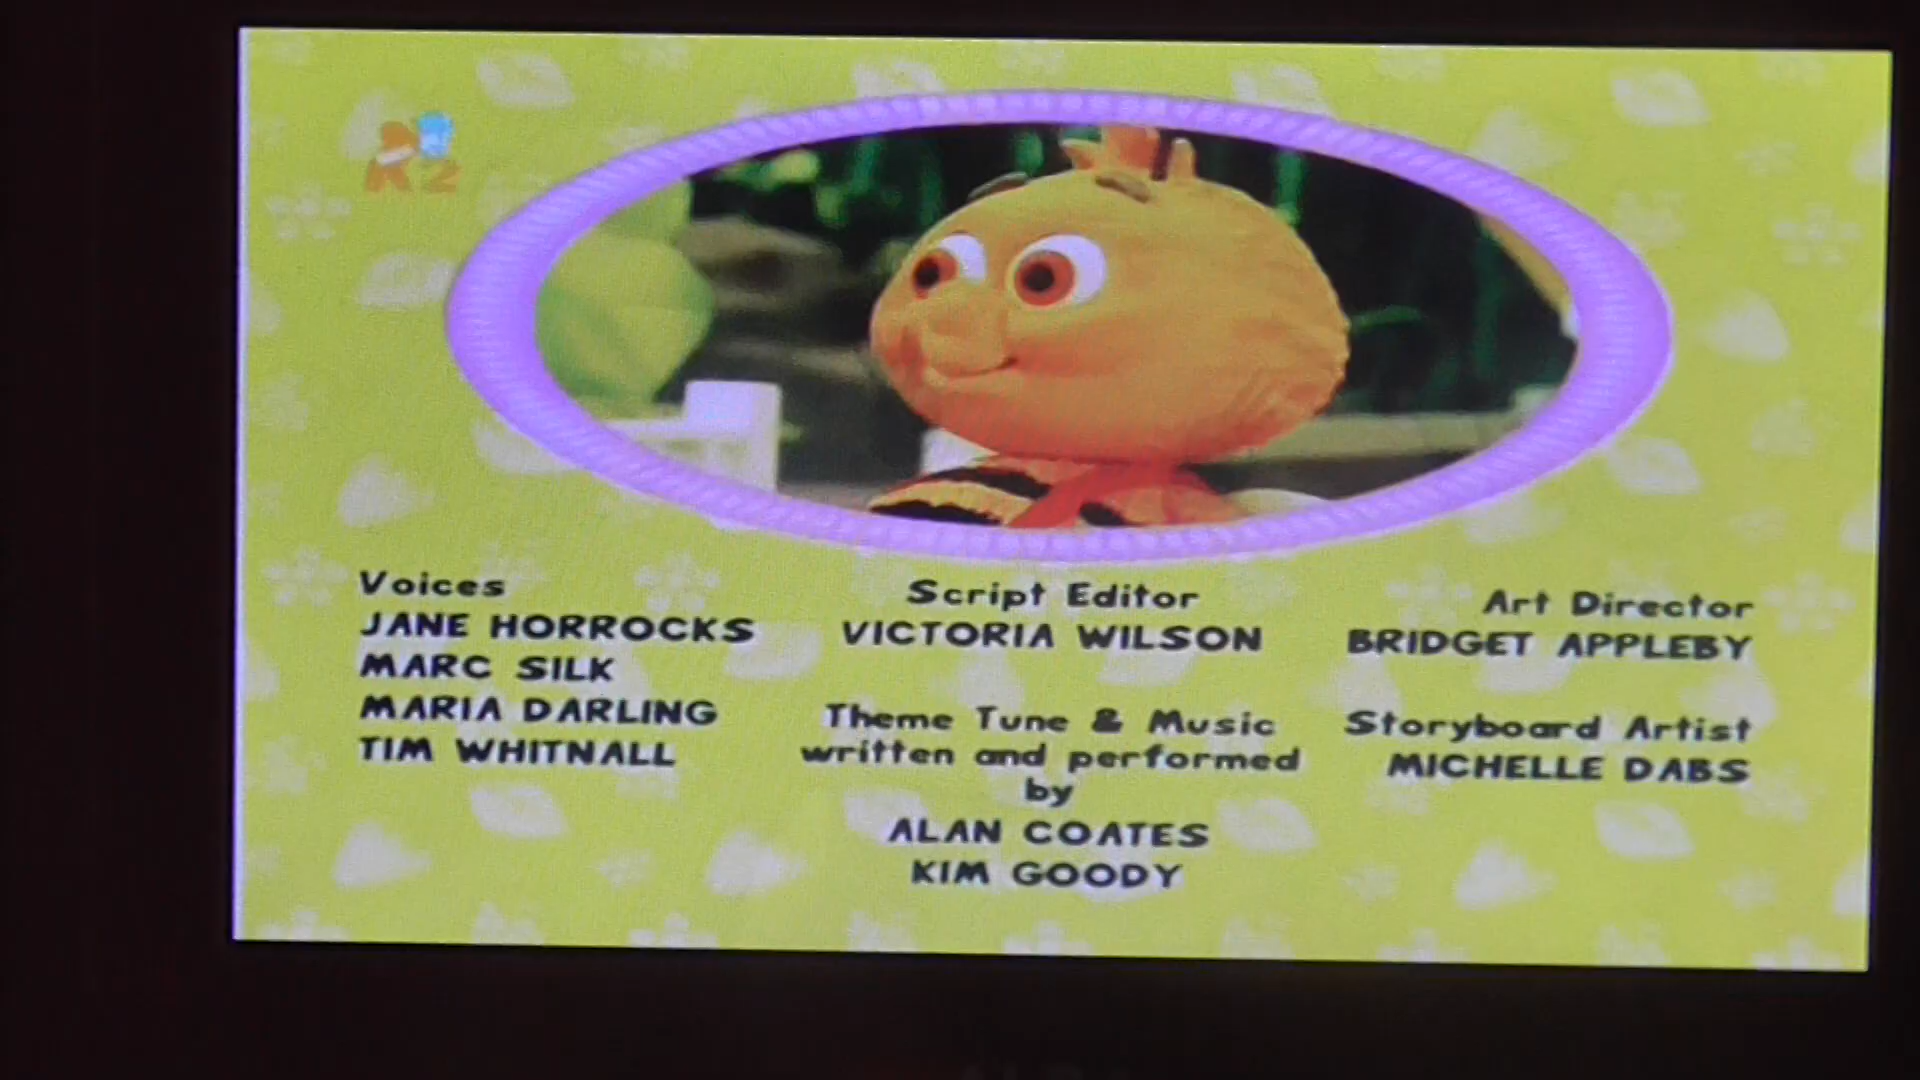 R2
Voices
JANE HORROCKS
MARC SILK
MARIA DARLING
TIM WHITNALL
Script Editor
VICTORIA WILSON
Theme Tune & Music
written and performed
by
ALAN COATES
KIM GOODY
Art Director
BRIDGET APPLEBY
Storyboard Artist
MICHELLE DABS